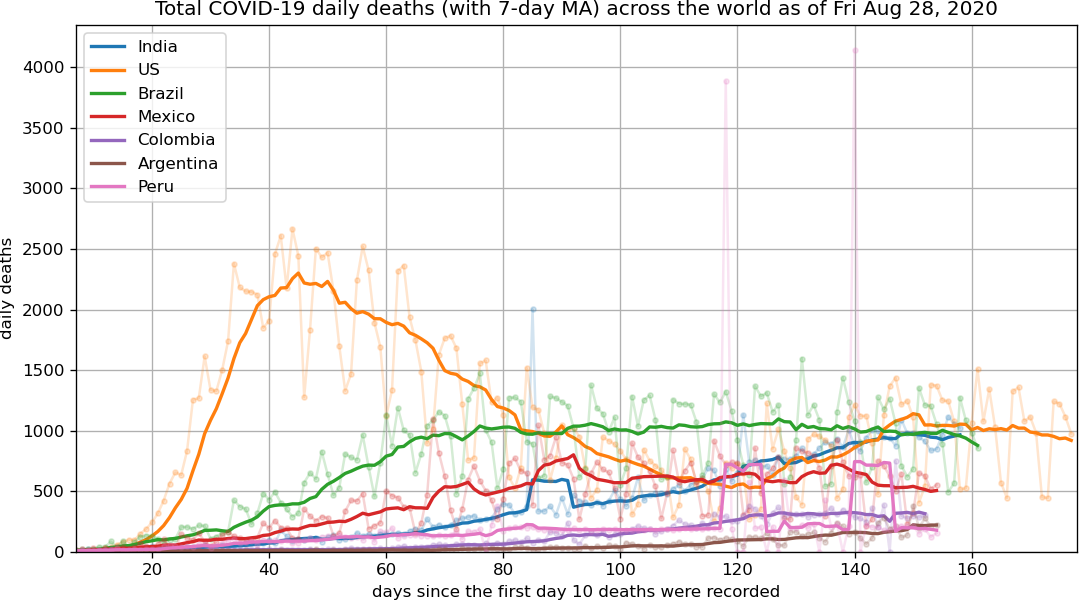 Total COVID-19 daily deaths (with 7-day MA) across the world as of Fri Aug 28, 2020
India
US
Brazil
Mexico
Colombia
Argentina
Peru
4000
3500
3000
2500
2000
1500
1000
500
0
daily deaths
20 40 60 80 100 120 140 160
days since the first day 10 deaths were recorded